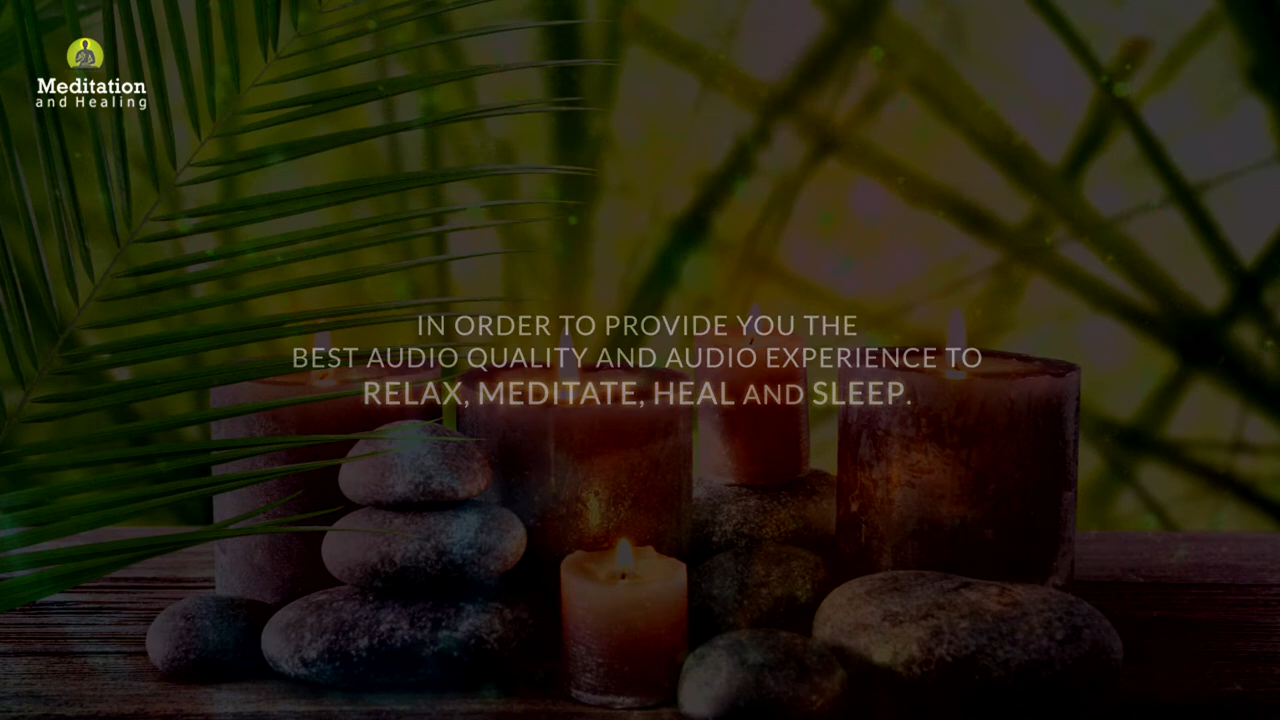 Meditation
and Healing
IN ORDER TO PROVIDE YOU THE
BEST AUDIO QUALITY AND AUDIO EXPERIENCE TO
RELAX, MEDITATE, HEAL AND SLEEP.